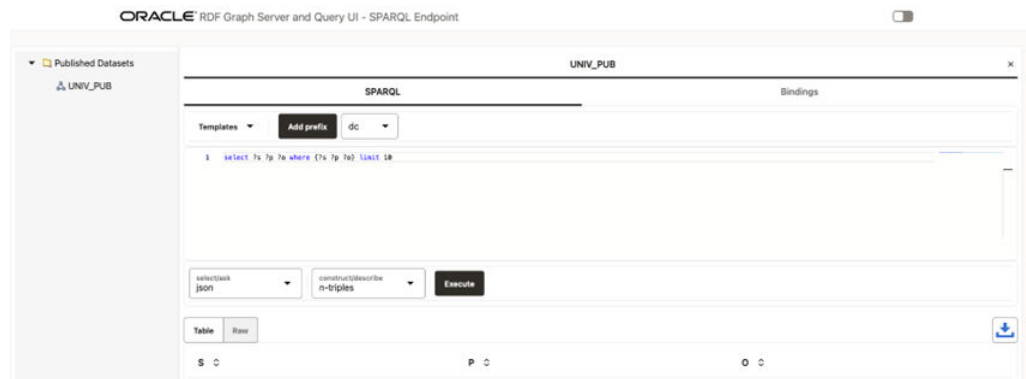 ORACLE® RDF Graph Server and Query UI - SPARQL Endpoint
Published Datasets
UNIV_PUB
UNIV_PUB ×
SPARQL Bindings
Templates Add prefix dc
1 select ?s ?p ?o where {?s ?p ?o} limit 10
select/ask construct/describe
json n-triples Execute
Table Raw
S P O